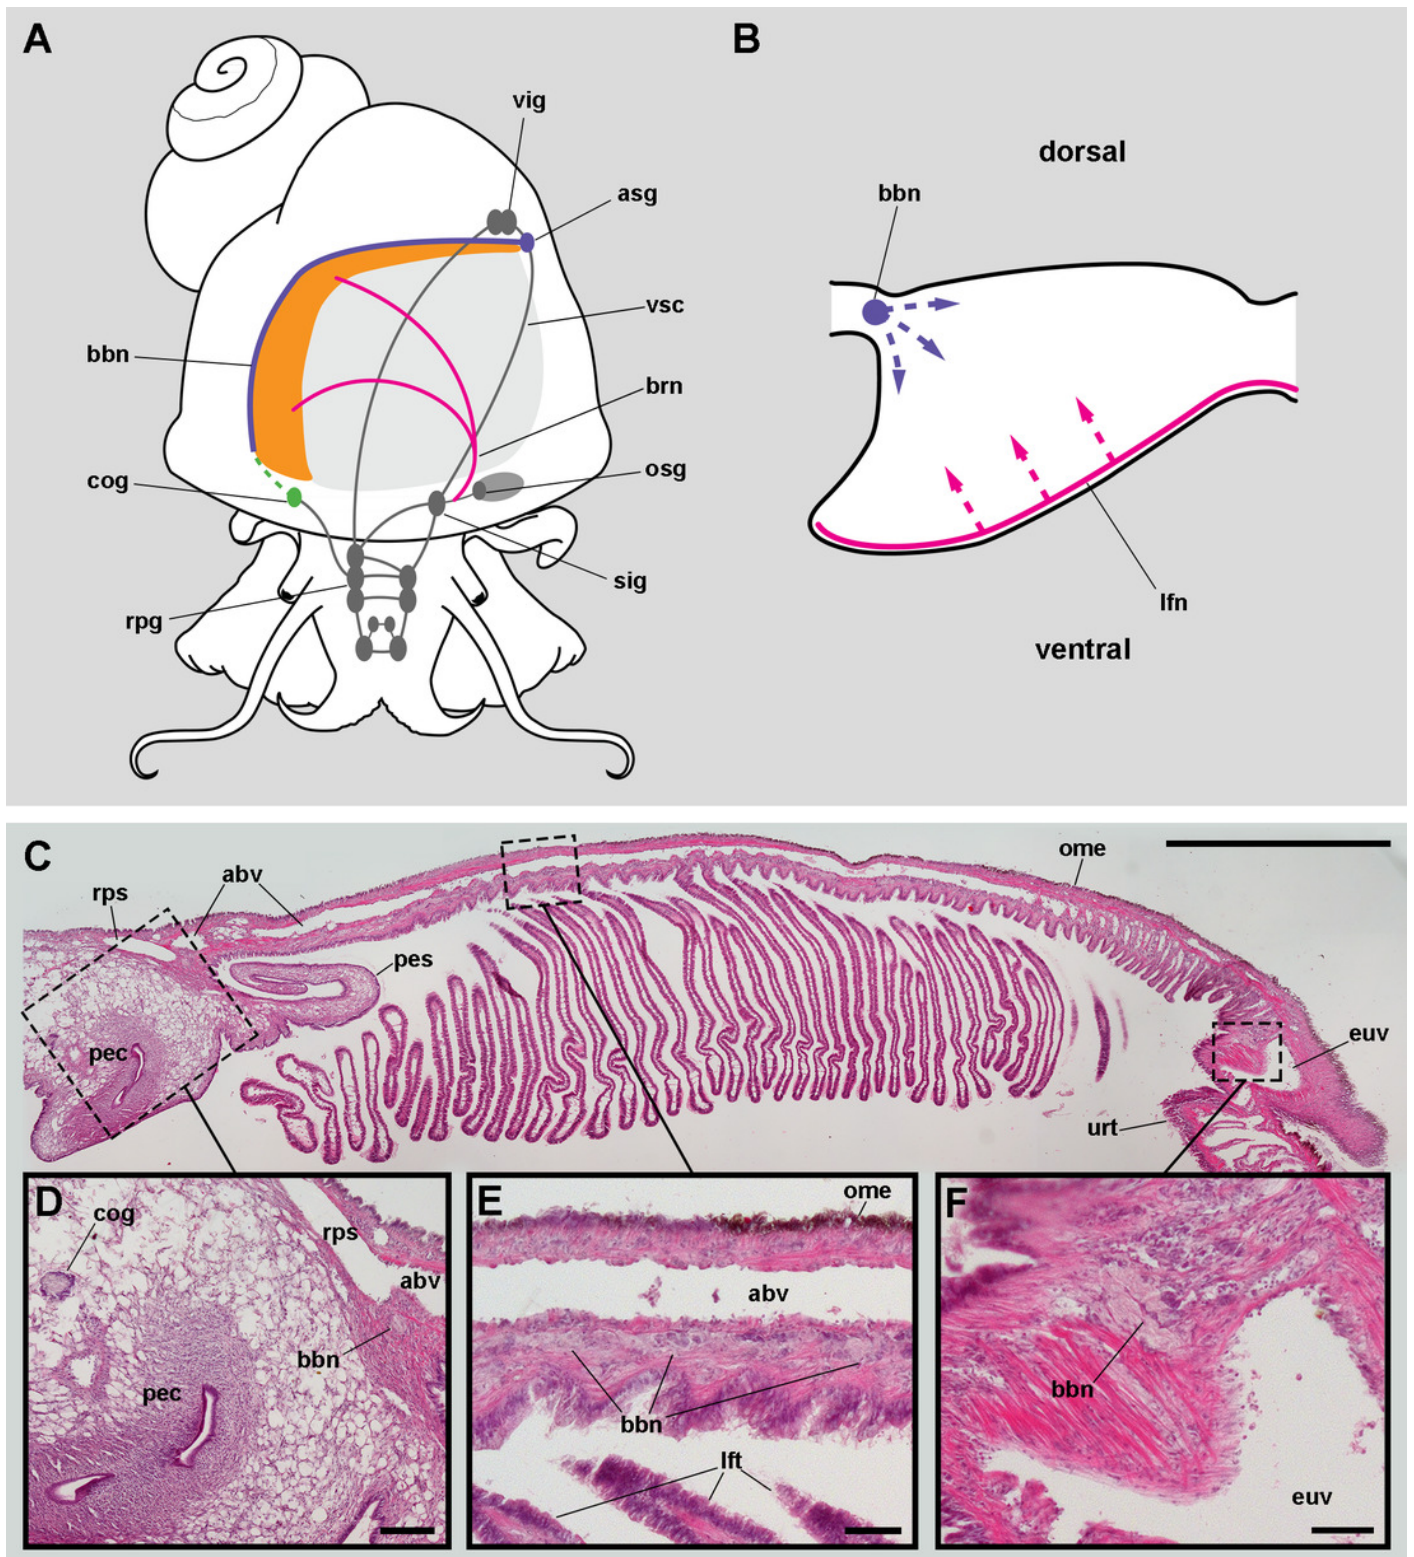 A
B
vig
asg
vsc
bbn
brn
cog
osg
sig
rpg
dorsal
bbn
lfn
ventral
C
rps
abv
ome
pes
pec
euv
urt
D
cog
rps
abv
bbn
pec
E
ome
abv
bbn
lft
F
bbn
euv